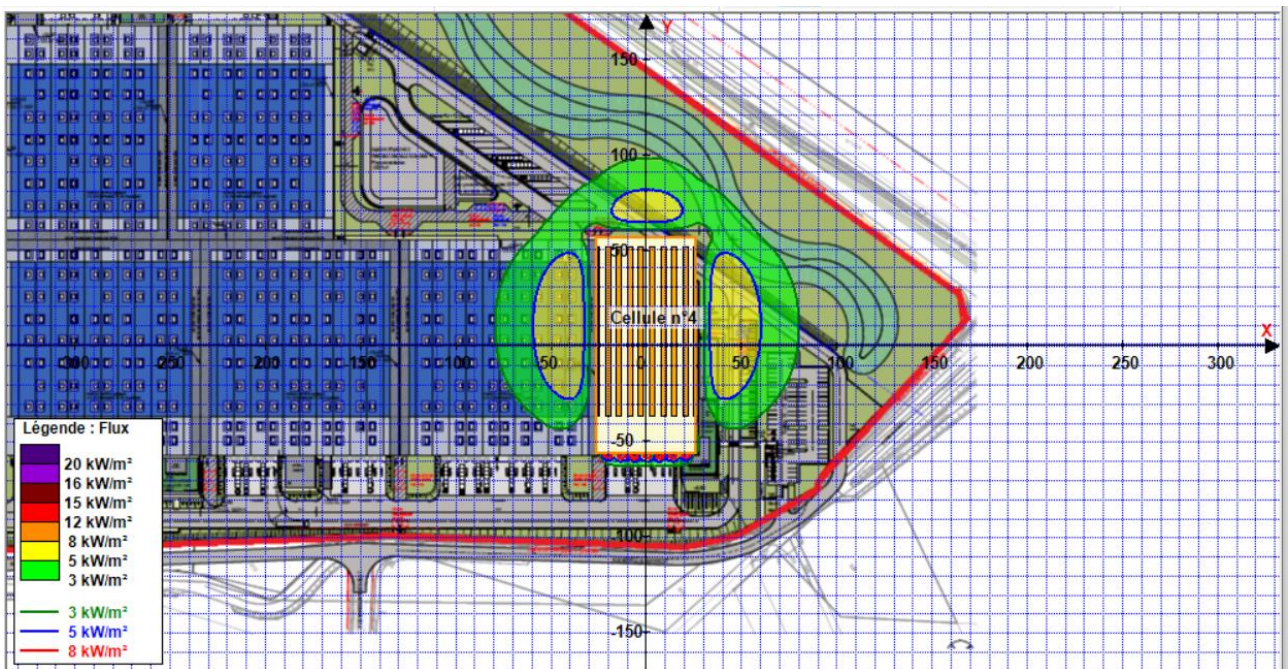 Y
150
100
50
Cellule n°4
X
300
250
200
150
100
50
0
50
100
150
200
250
300
-50
-100
-150
Légende : Flux
20 kW/m²
16 kW/m²
15 kW/m²
12 kW/m²
8 kW/m²
5 kW/m²
3 kW/m²
3 kW/m²
5 kW/m²
8 kW/m²